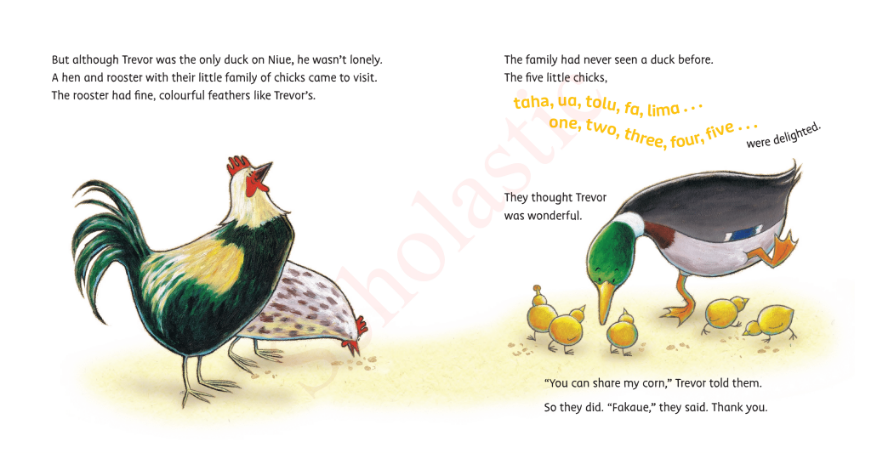 But although Trevor was the only duck on Niue, he wasn't lonely.
A hen and rooster with their little family of chicks came to visit.
The rooster had fine, colourful feathers like Trevor's.
The family had never seen a duck before.
The five little chicks,
taha, ua, tolu, fa, lima . . .
one, two, three, four, five . . .
were delighted.
They thought Trevor
was wonderful.
"You can share my corn," Trevor told them.
So they did. "Fakaue," they said. Thank you.
Scholastic